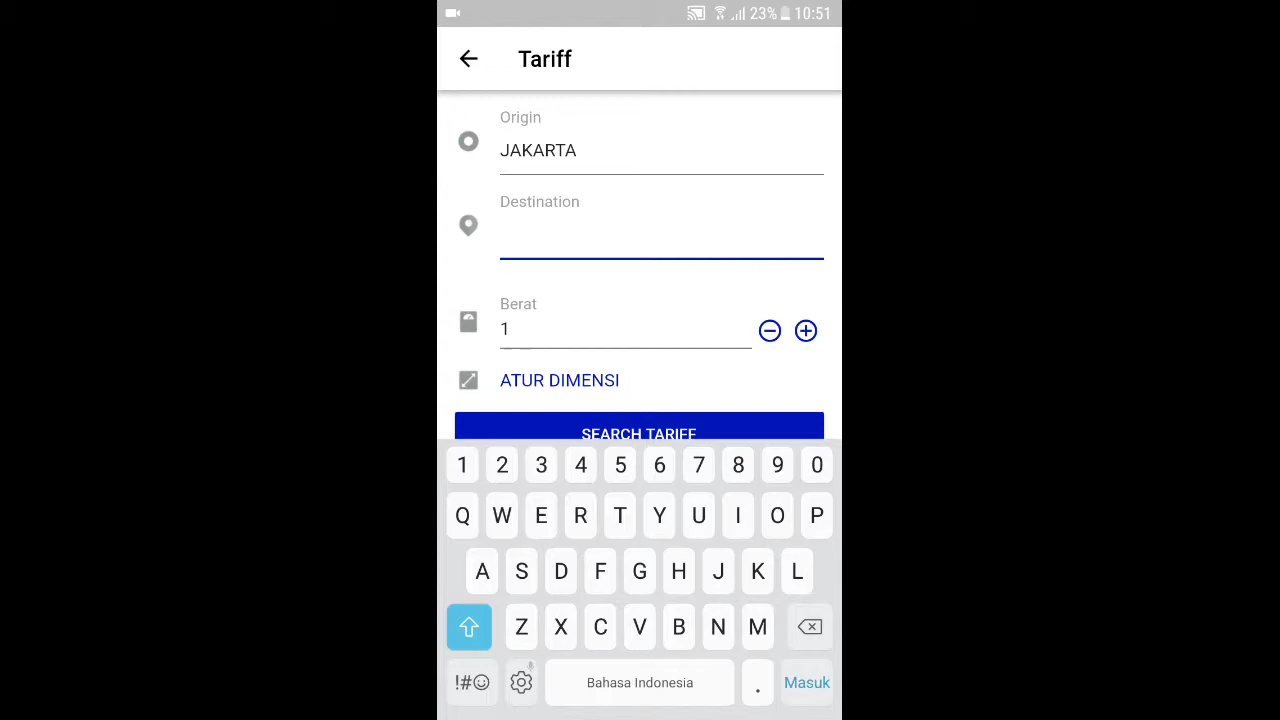 23% 10:51
Tariff
Origin
JAKARTA
Destination
Berat
1
ATUR DIMENSI
SEARCH TARIFF
1 2 3 4 5 6 7 8 9 0
Q W E R T Y U I O P
A S D F G H J K L
Z X C V B N M
!#☺ Bahasa Indonesia . Masuk